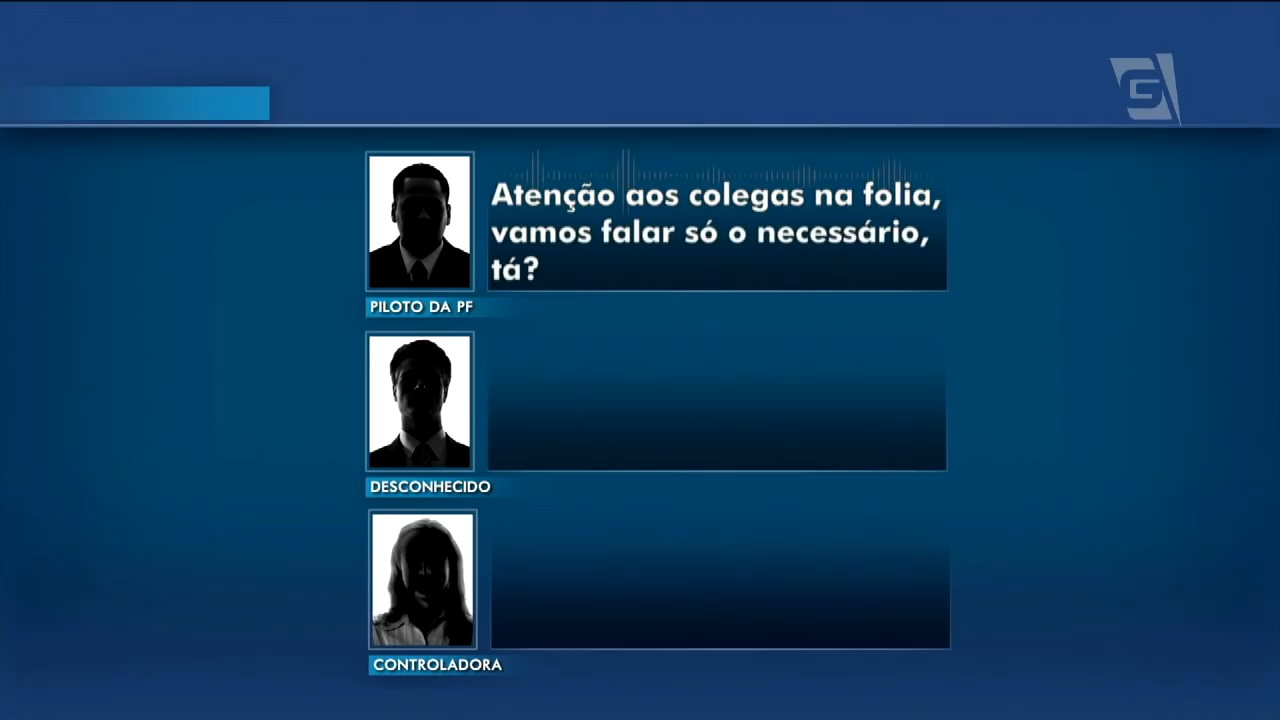 Atenção aos colegas na folia,
vamos falar só o necessário,
tá?
PILOTO DA PF
DESCONHECIDO
CONTROLADORA